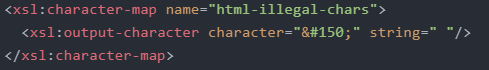 <xsl:character-map name="html-illegal-chars">
<xsl:output-character character="&#150;" string=" "/>
</xsl:character-map>